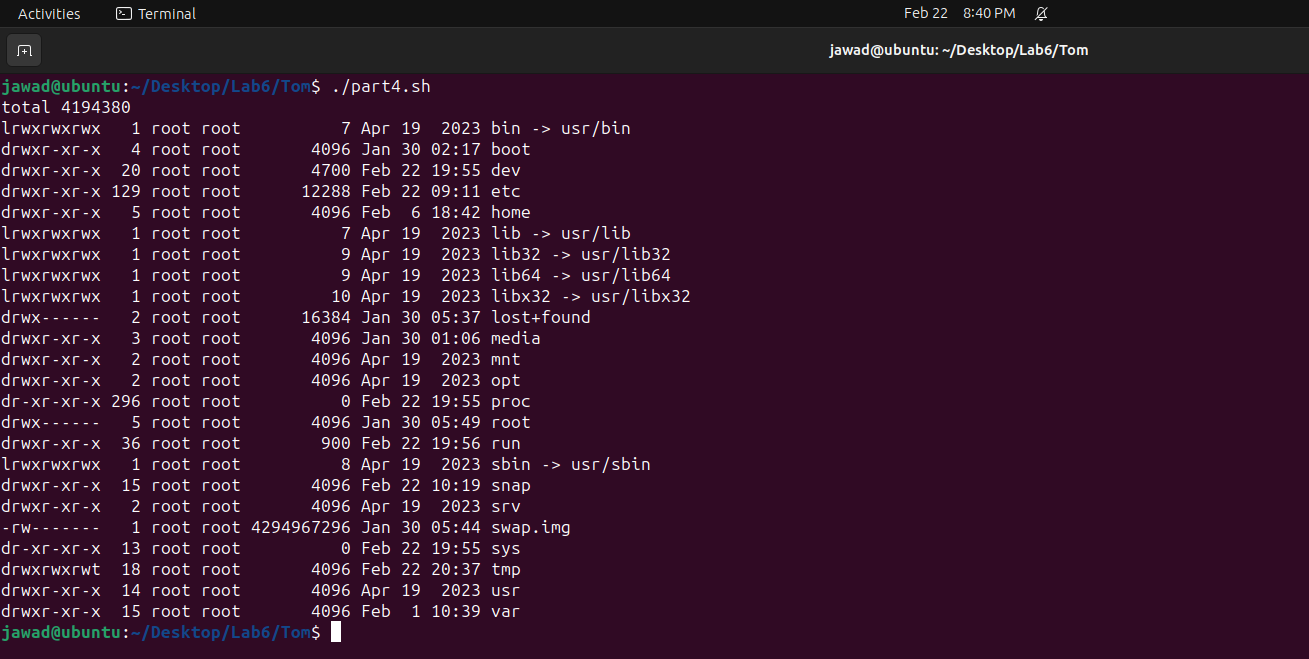 Activities Terminal Feb 22 8:40 PM
jawad@ubuntu: ~/Desktop/Lab6/Tom
jawad@ubuntu:~/Desktop/Lab6/Tom$ ./part4.sh
total 4194380
lrwxrwxrwx   1 root root          7 Apr 19  2023 bin -> usr/bin
drwxr-xr-x   4 root root       4096 Jan 30 02:17 boot
drwxr-xr-x  20 root root       4700 Feb 22 19:55 dev
drwxr-xr-x 129 root root      12288 Feb 22 09:11 etc
drwxr-xr-x   5 root root       4096 Feb  6 18:42 home
lrwxrwxrwx   1 root root          7 Apr 19  2023 lib -> usr/lib
lrwxrwxrwx   1 root root          9 Apr 19  2023 lib32 -> usr/lib32
lrwxrwxrwx   1 root root          9 Apr 19  2023 lib64 -> usr/lib64
lrwxrwxrwx   1 root root         10 Apr 19  2023 libx32 -> usr/libx32
drwx------   2 root root      16384 Jan 30 05:37 lost+found
drwxr-xr-x   3 root root       4096 Jan 30 01:06 media
drwxr-xr-x   2 root root       4096 Apr 19  2023 mnt
drwxr-xr-x   2 root root       4096 Apr 19  2023 opt
dr-xr-xr-x 296 root root          0 Feb 22 19:55 proc
drwx------   5 root root       4096 Jan 30 05:49 root
drwxr-xr-x  36 root root        900 Feb 22 19:56 run
lrwxrwxrwx   1 root root          8 Apr 19  2023 sbin -> usr/sbin
drwxr-xr-x  15 root root       4096 Feb 22 10:19 snap
drwxr-xr-x   2 root root       4096 Apr 19  2023 srv
-rw-------   1 root root 4294967296 Jan 30 05:44 swap.img
dr-xr-xr-x  13 root root          0 Feb 22 19:55 sys
drwxrwxrwt  18 root root       4096 Feb 22 20:37 tmp
drwxr-xr-x  14 root root       4096 Apr 19  2023 usr
drwxr-xr-x  15 root root       4096 Feb  1 10:39 var
jawad@ubuntu:~/Desktop/Lab6/Tom$